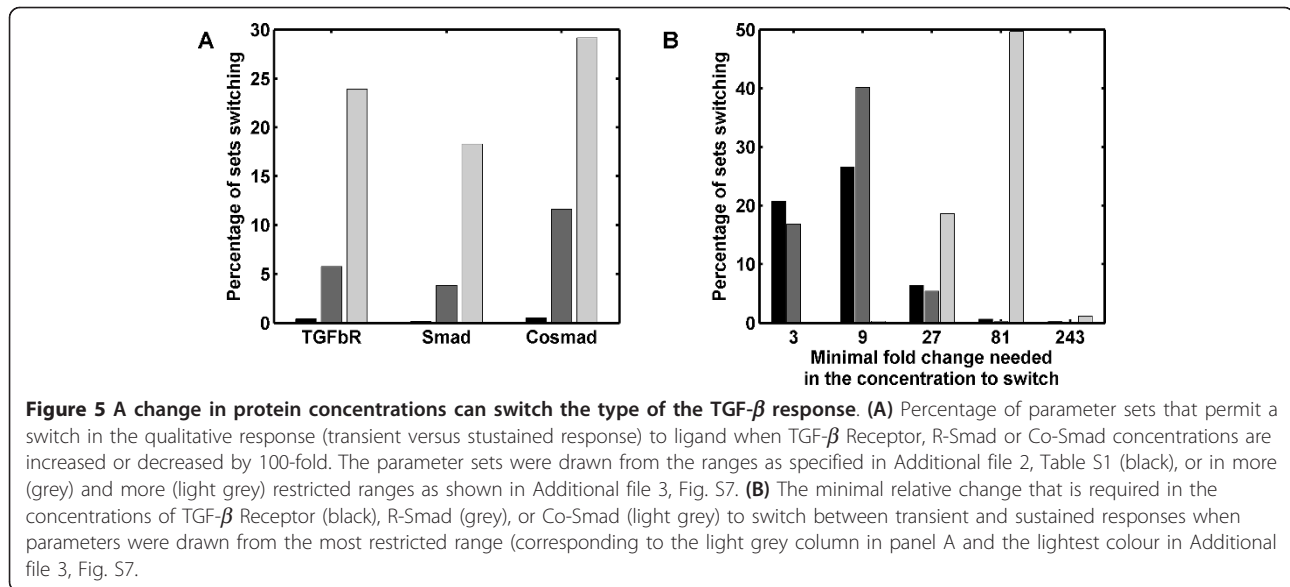 A
Percentage of sets switching
30
25
20
15
10
5
0
TGFbR Smad Cosmad
B
Percentage of sets switching
50
40
30
20
10
0
3 9 27 81 243
Minimal fold change needed
in the concentration to switch
Figure 5 A change in protein concentrations can switch the type of the TGF-β response. (A) Percentage of parameter sets that permit a
switch in the qualitative response (transient versus stustained response) to ligand when TGF-β Receptor, R-Smad or Co-Smad concentrations are
increased or decreased by 100-fold. The parameter sets were drawn from the ranges as specified in Additional file 2, Table S1 (black), or in more
(grey) and more (light grey) restricted ranges as shown in Additional file 3, Fig. S7. (B) The minimal relative change that is required in the
concentrations of TGF-β Receptor (black), R-Smad (grey), or Co-Smad (light grey) to switch between transient and sustained responses when
parameters were drawn from the most restricted range (corresponding to the light grey column in panel A and the lightest colour in Additional
file 3, Fig. S7.